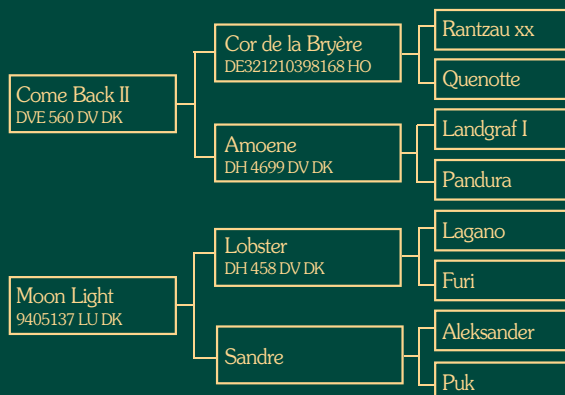 Come Back II
DVE 560 DV DK
Cor de la Bryère
DE321210398168 HO
Rantzau xx
Quenotte
Amoene
DH 4699 DV DK
Landgraf I
Pandura
Moon Light
9405137 LU DK
Lobster
DH 458 DV DK
Lagano
Furi
Sandre
Aleksander
Puk